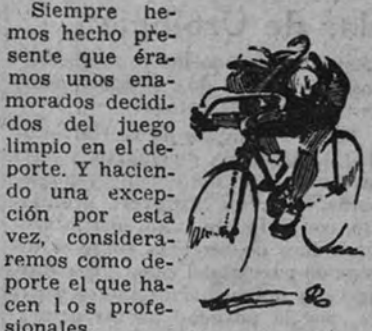 Siempre he-
mos hecho pre-
sente que éra-
mos unos ena-
morados decidi-
dos del juego
limpio en el de-
porte. Y hacien-
do una excep-
ción por esta
vez, considera-
remos como de-
porte el que ha-
cen los profe-
sionales